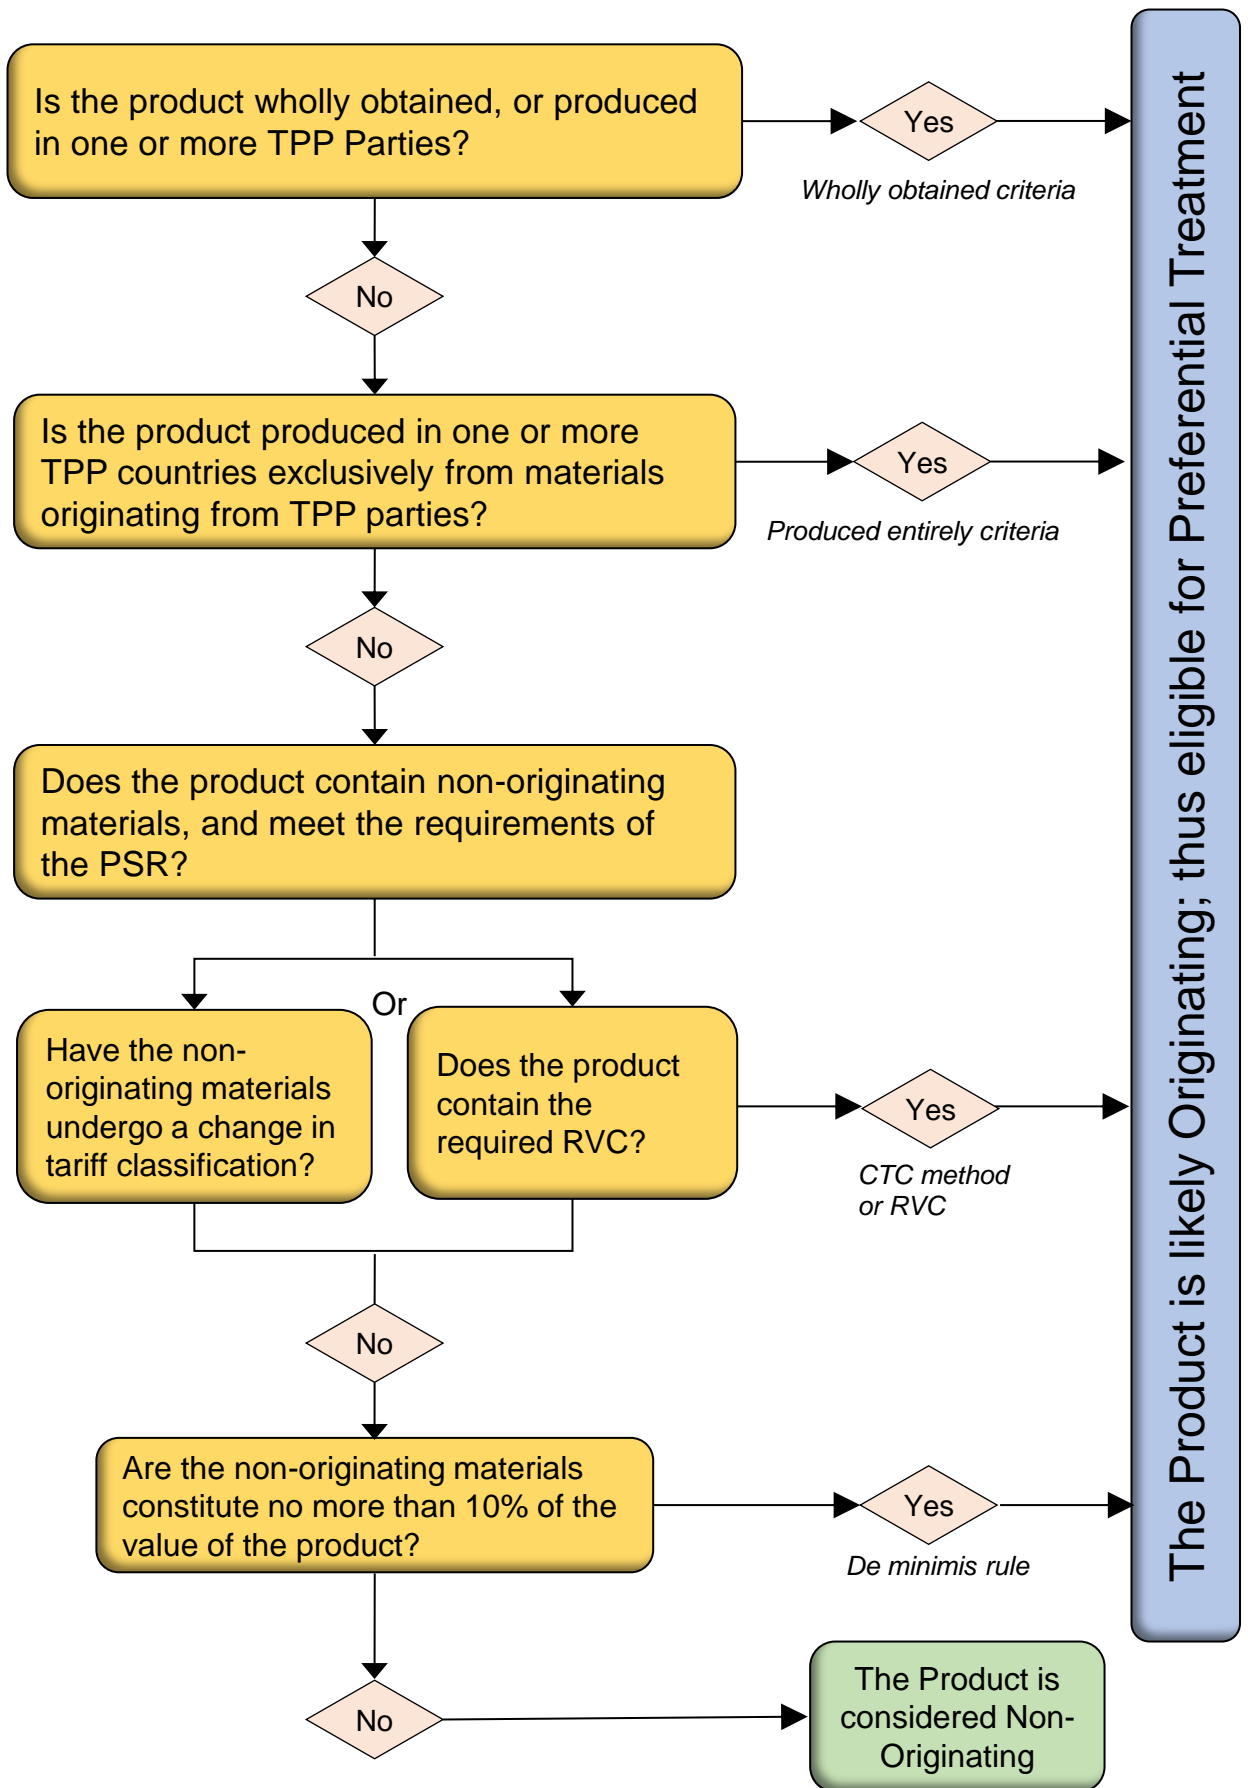 Is the product wholly obtained, or produced
in one or more TPP Parties?
Yes
Wholly obtained criteria
No
Is the product produced in one or more
TPP countries exclusively from materials
originating from TPP parties?
Yes
Produced entirely criteria
No
Does the product contain non-originating
materials, and meet the requirements of
the PSR?
Or
Have the non-
originating materials
undergo a change in
tariff classification?
Does the product
contain the
required RVC?
Yes
CTC method
or RVC
No
Are the non-originating materials
constitute no more than 10% of the
value of the product?
Yes
De minimis rule
No
The Product is
considered Non-
Originating
The Product is likely Originating; thus eligible for Preferential Treatment